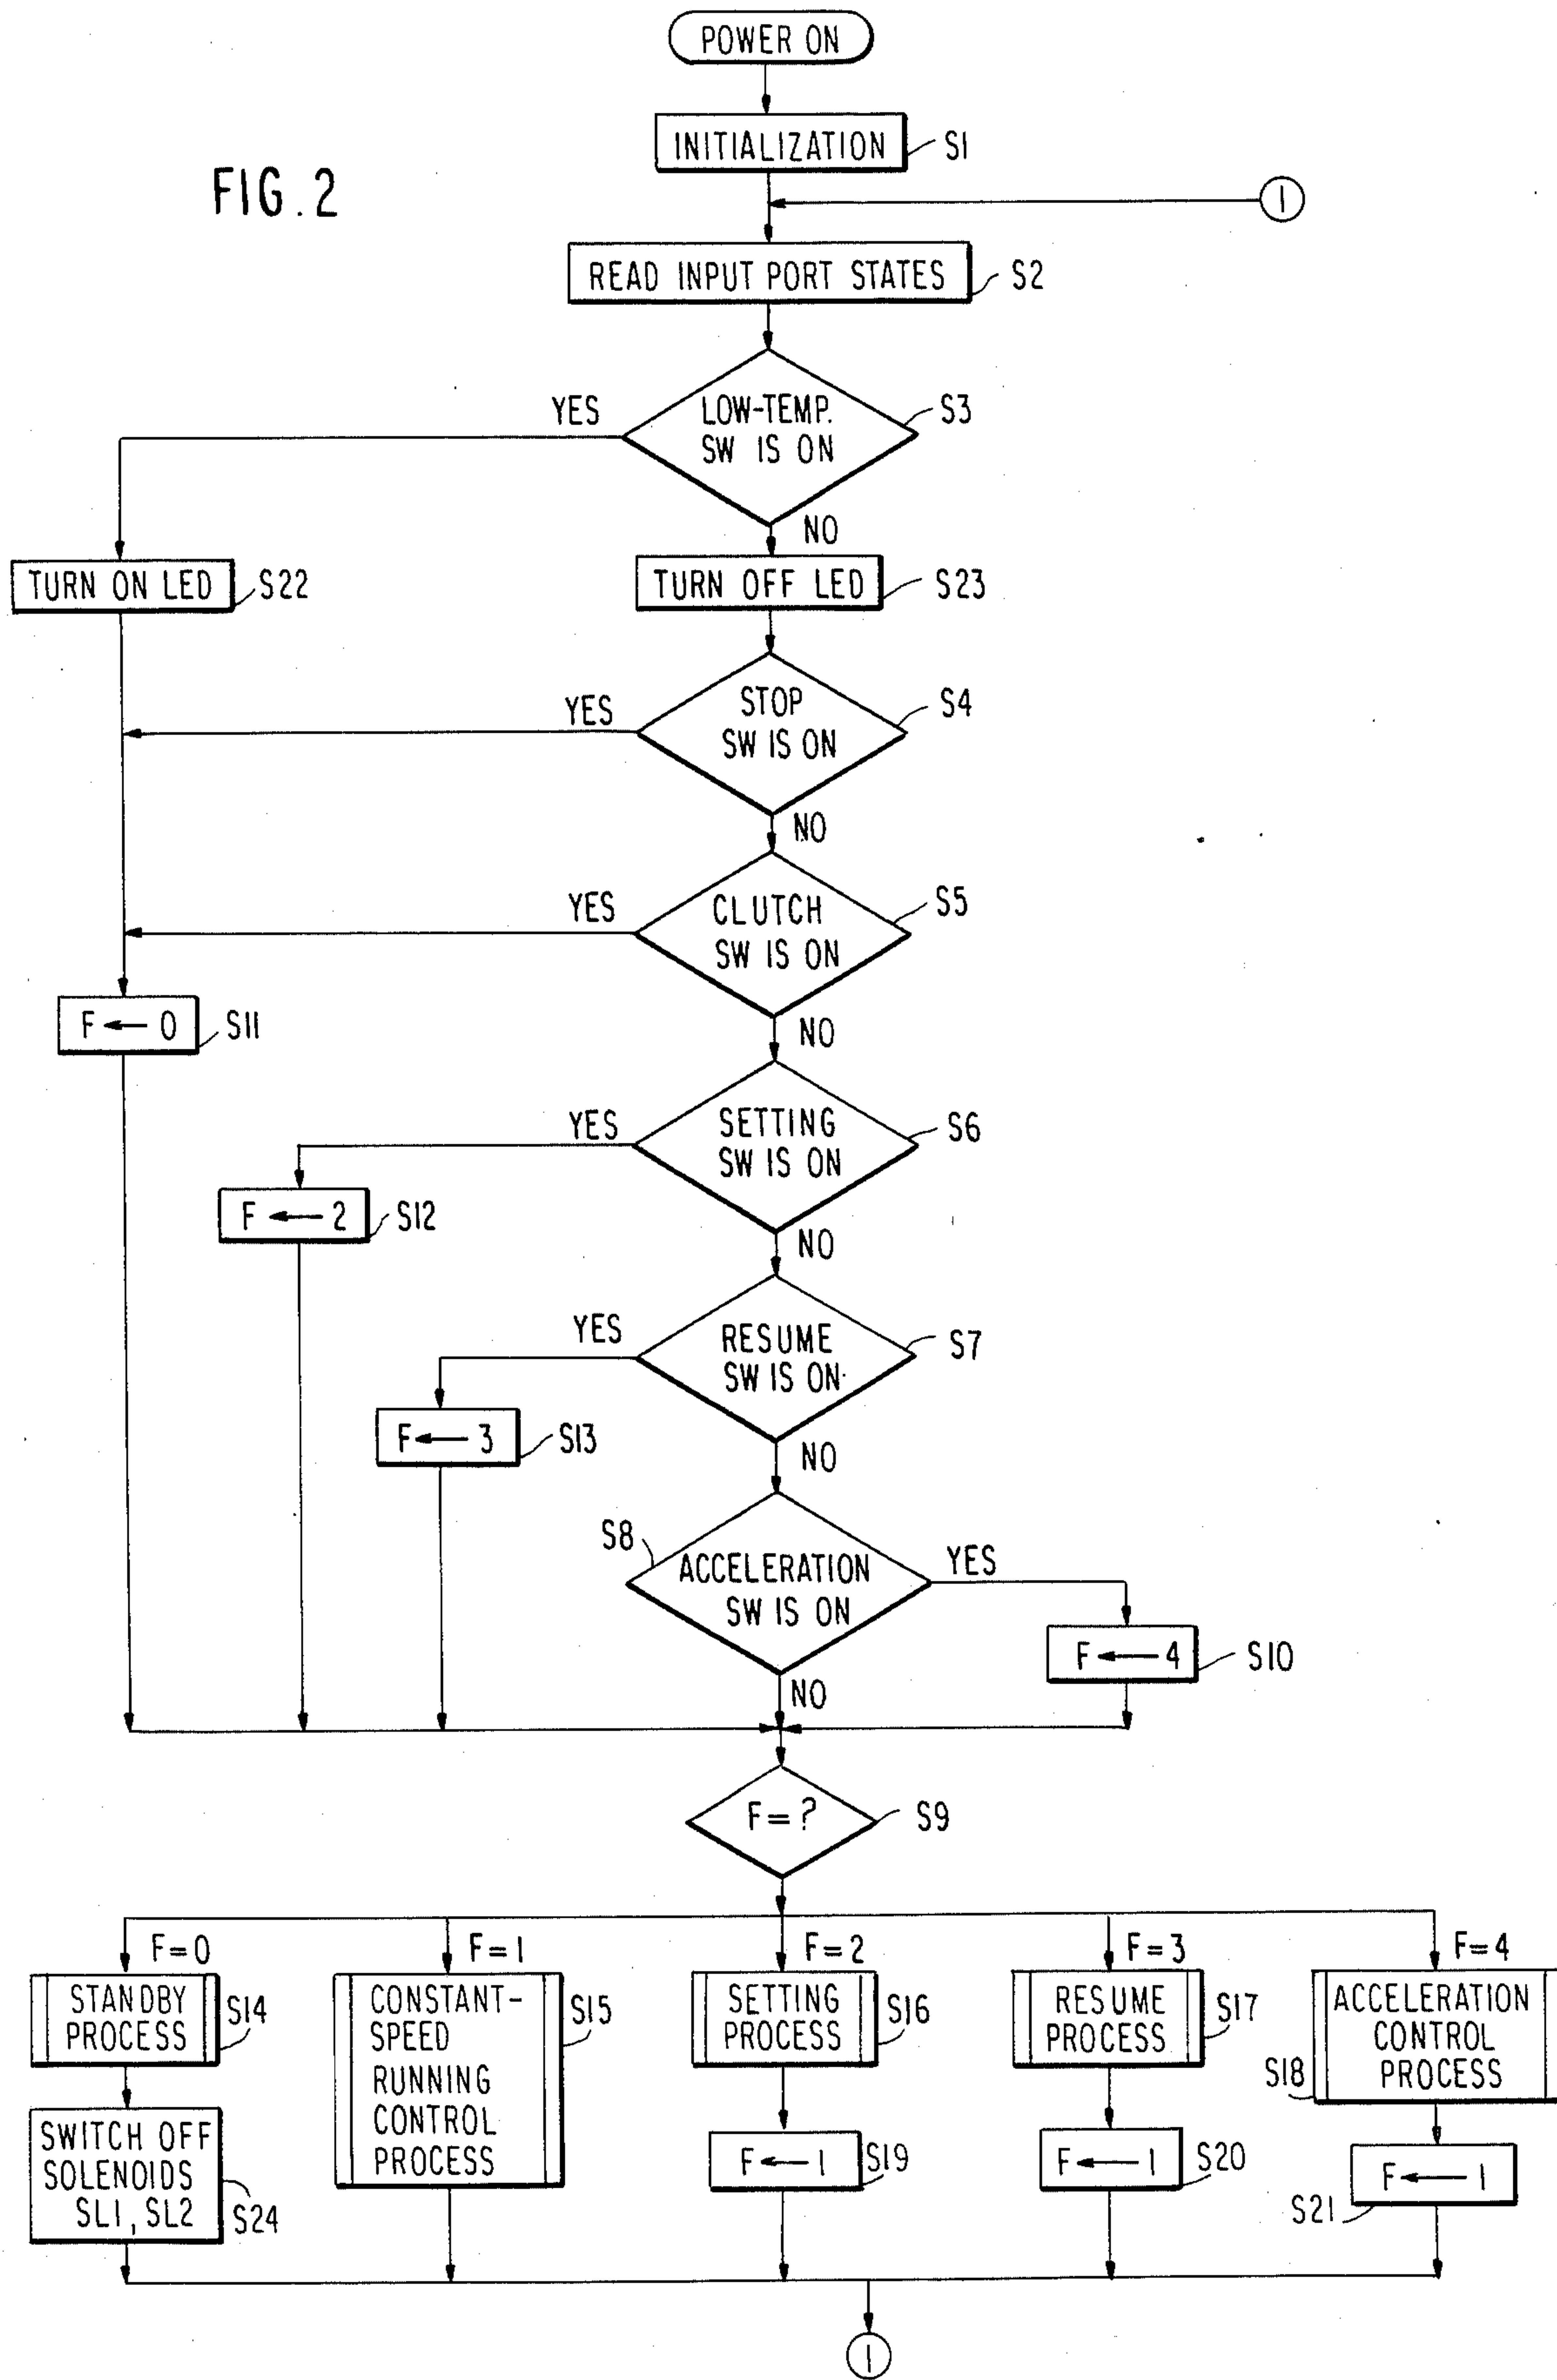 POWER ON
INITIALIZATION
S1
FIG. 2
1
READ INPUT PORT STATES
S2
YES
LOW-TEMP.
SW IS ON
S3
NO
TURN ON LED
S22
TURN OFF LED
S23
YES
STOP
SW IS ON
S4
NO
YES
CLUTCH
SW IS ON
S5
NO
F ← 0
S11
YES
SETTING
SW IS ON
S6
F ← 2
S12
NO
YES
RESUME
SW IS ON
S7
F ← 3
S13
NO
S8
ACCELERATION
SW IS ON
YES
F ← 4
S10
NO
F = ?
S9
F=0
F=1
F=2
F=3
F=4
STANDBY
PROCESS
S14
CONSTANT-
SPEED
RUNNING
CONTROL
PROCESS
S15
SETTING
PROCESS
S16
RESUME
PROCESS
S17
ACCELERATION
CONTROL
PROCESS
S18
SWITCH OFF
SOLENOIDS
SL1, SL2
S24
F ← 1
S19
F ← 1
S20
F ← 1
S21
1